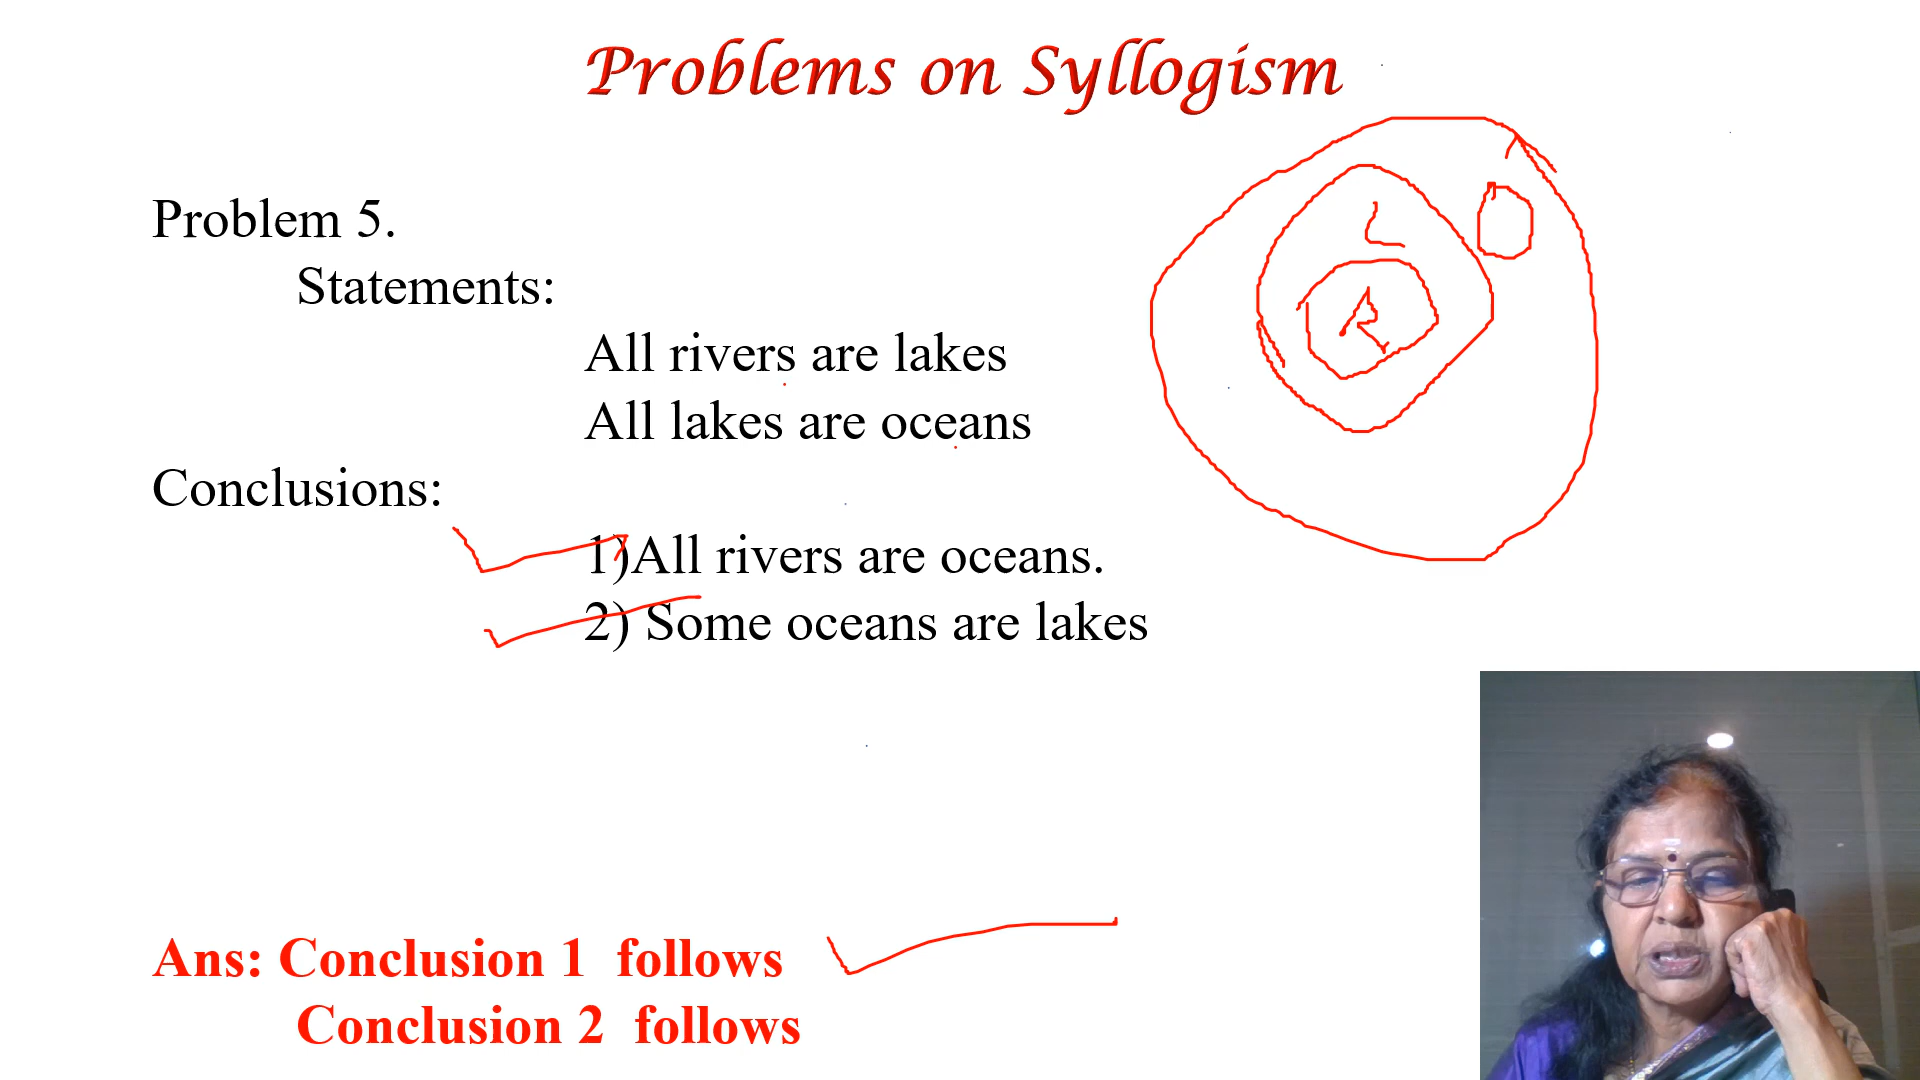 Problems on Syllogism
Problem 5.
Statements:
All rivers are lakes
All lakes are oceans
Conclusions:
1)All rivers are oceans.
2) Some oceans are lakes
L
O
R
Ans: Conclusion 1 follows
Conclusion 2 follows